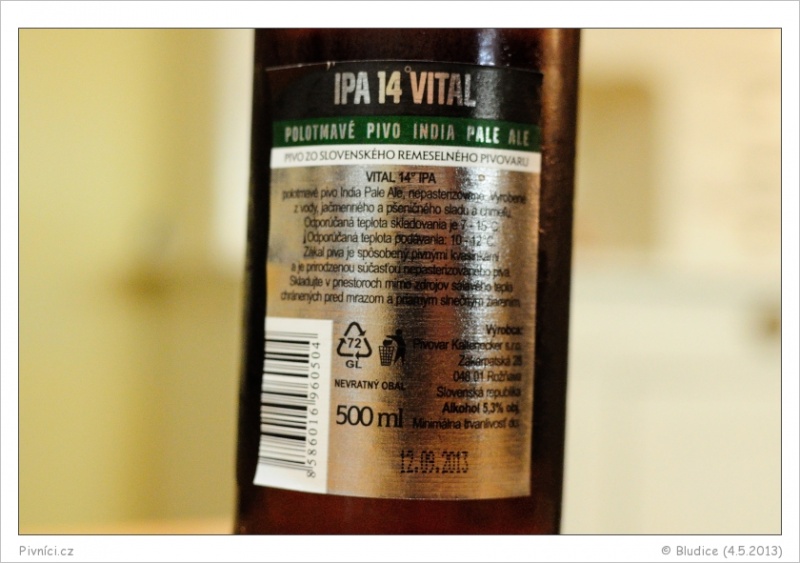 IPA 14° VITAL
POLOTMAVÉ PIVO INDIA PALE ALE
PIVO ZO SLOVENSKÉHO REMESELNÉHO PIVOVARU
VITAL 14° IPA
polotmavé pivo India Pale Ale, nepasterizované. Vyrobené
z vody, jačmenného a pšeničného sladu a chmeľu.
Odporúčaná teplota skladovania je 7 - 15°C
Odporúčaná teplota podávania: 10 - 12°C
Zákal piva je spôsobený pivnými kvasinkami
a je prirodzenou súčasťou nepasterizovaného piva.
Skladujte v priestoroch mimo zdrojov sálavého tepla
chránených pred mrazom a priamym slnečným žiarením.
72
GL
NEVRATNÝ OBAL
500 ml
Výrobca:
Pivovar Kaltenecker s.r.o.
Zakarpatská 28
048 01 Rožňava
Slovenská republika
Alkohol 5,3% obj.
Minimálna trvanlivosť do:
12.09.2013
8586016960504
Pivníci.cz
© Bludice (4.5.2013)